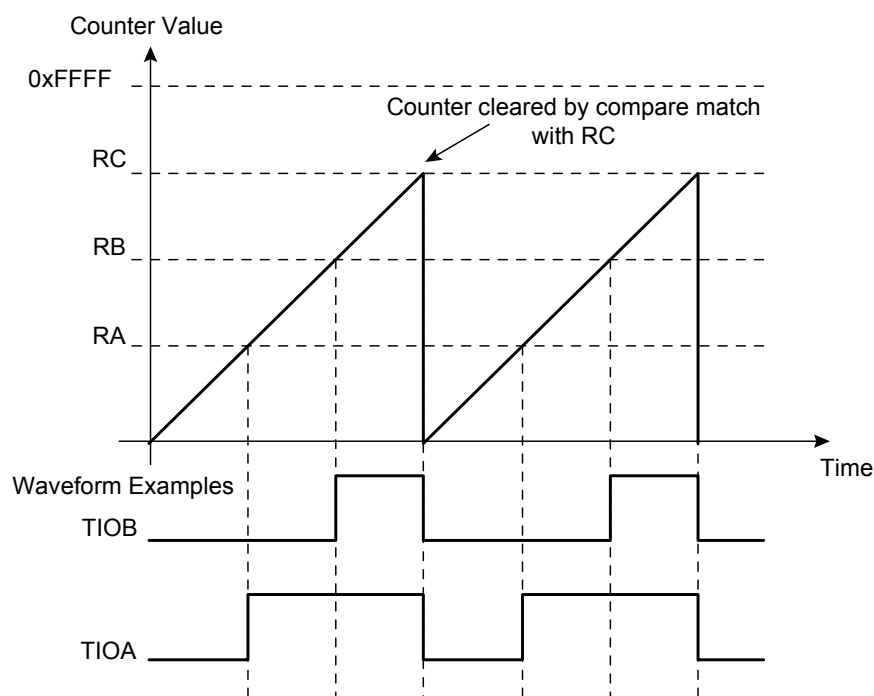 Counter Value
0xFFFF
Counter cleared by compare match
with RC
RC
RB
RA
Time
Waveform Examples
TIOB
TIOA